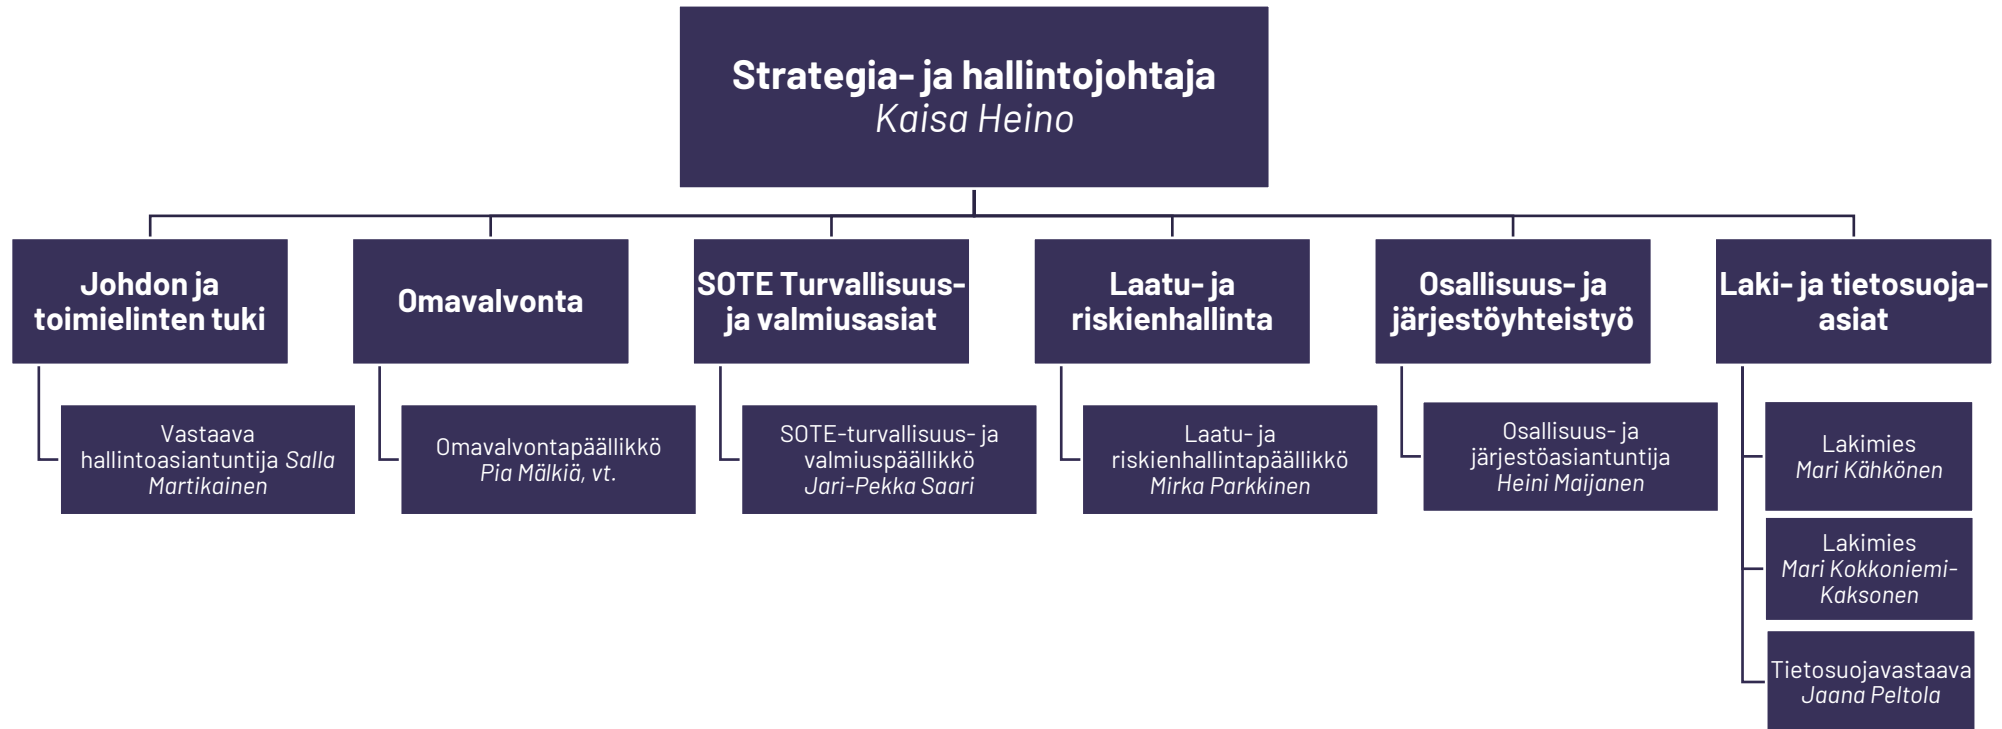 Strategia- ja hallintojohtaja
Kaisa Heino
Johdon ja
toimielinten tuki
Omavalvonta
SOTE Turvallisuus-
ja valmiusasiat
Laatu- ja
riskienhallinta
Osallisuus- ja
järjestöyhteistyö
Laki- ja tietosuoja-
asiat
Vastaava
hallintoasiantuntija Salla
Martikainen
Omavalvontapäällikkö
Pia Mälkiä, vt.
SOTE-turvallisuus- ja
valmiuspäällikkö
Jari-Pekka Saari
Laatu- ja
riskienhallintapäällikkö
Mirka Parkkinen
Osallisuus- ja
järjestöasiantuntija
Heini Maijanen
Lakimies
Mari Kähkönen
Lakimies
Mari Kokkoniemi-
Kaksonen
Tietosuojavastaava
Jaana Peltola